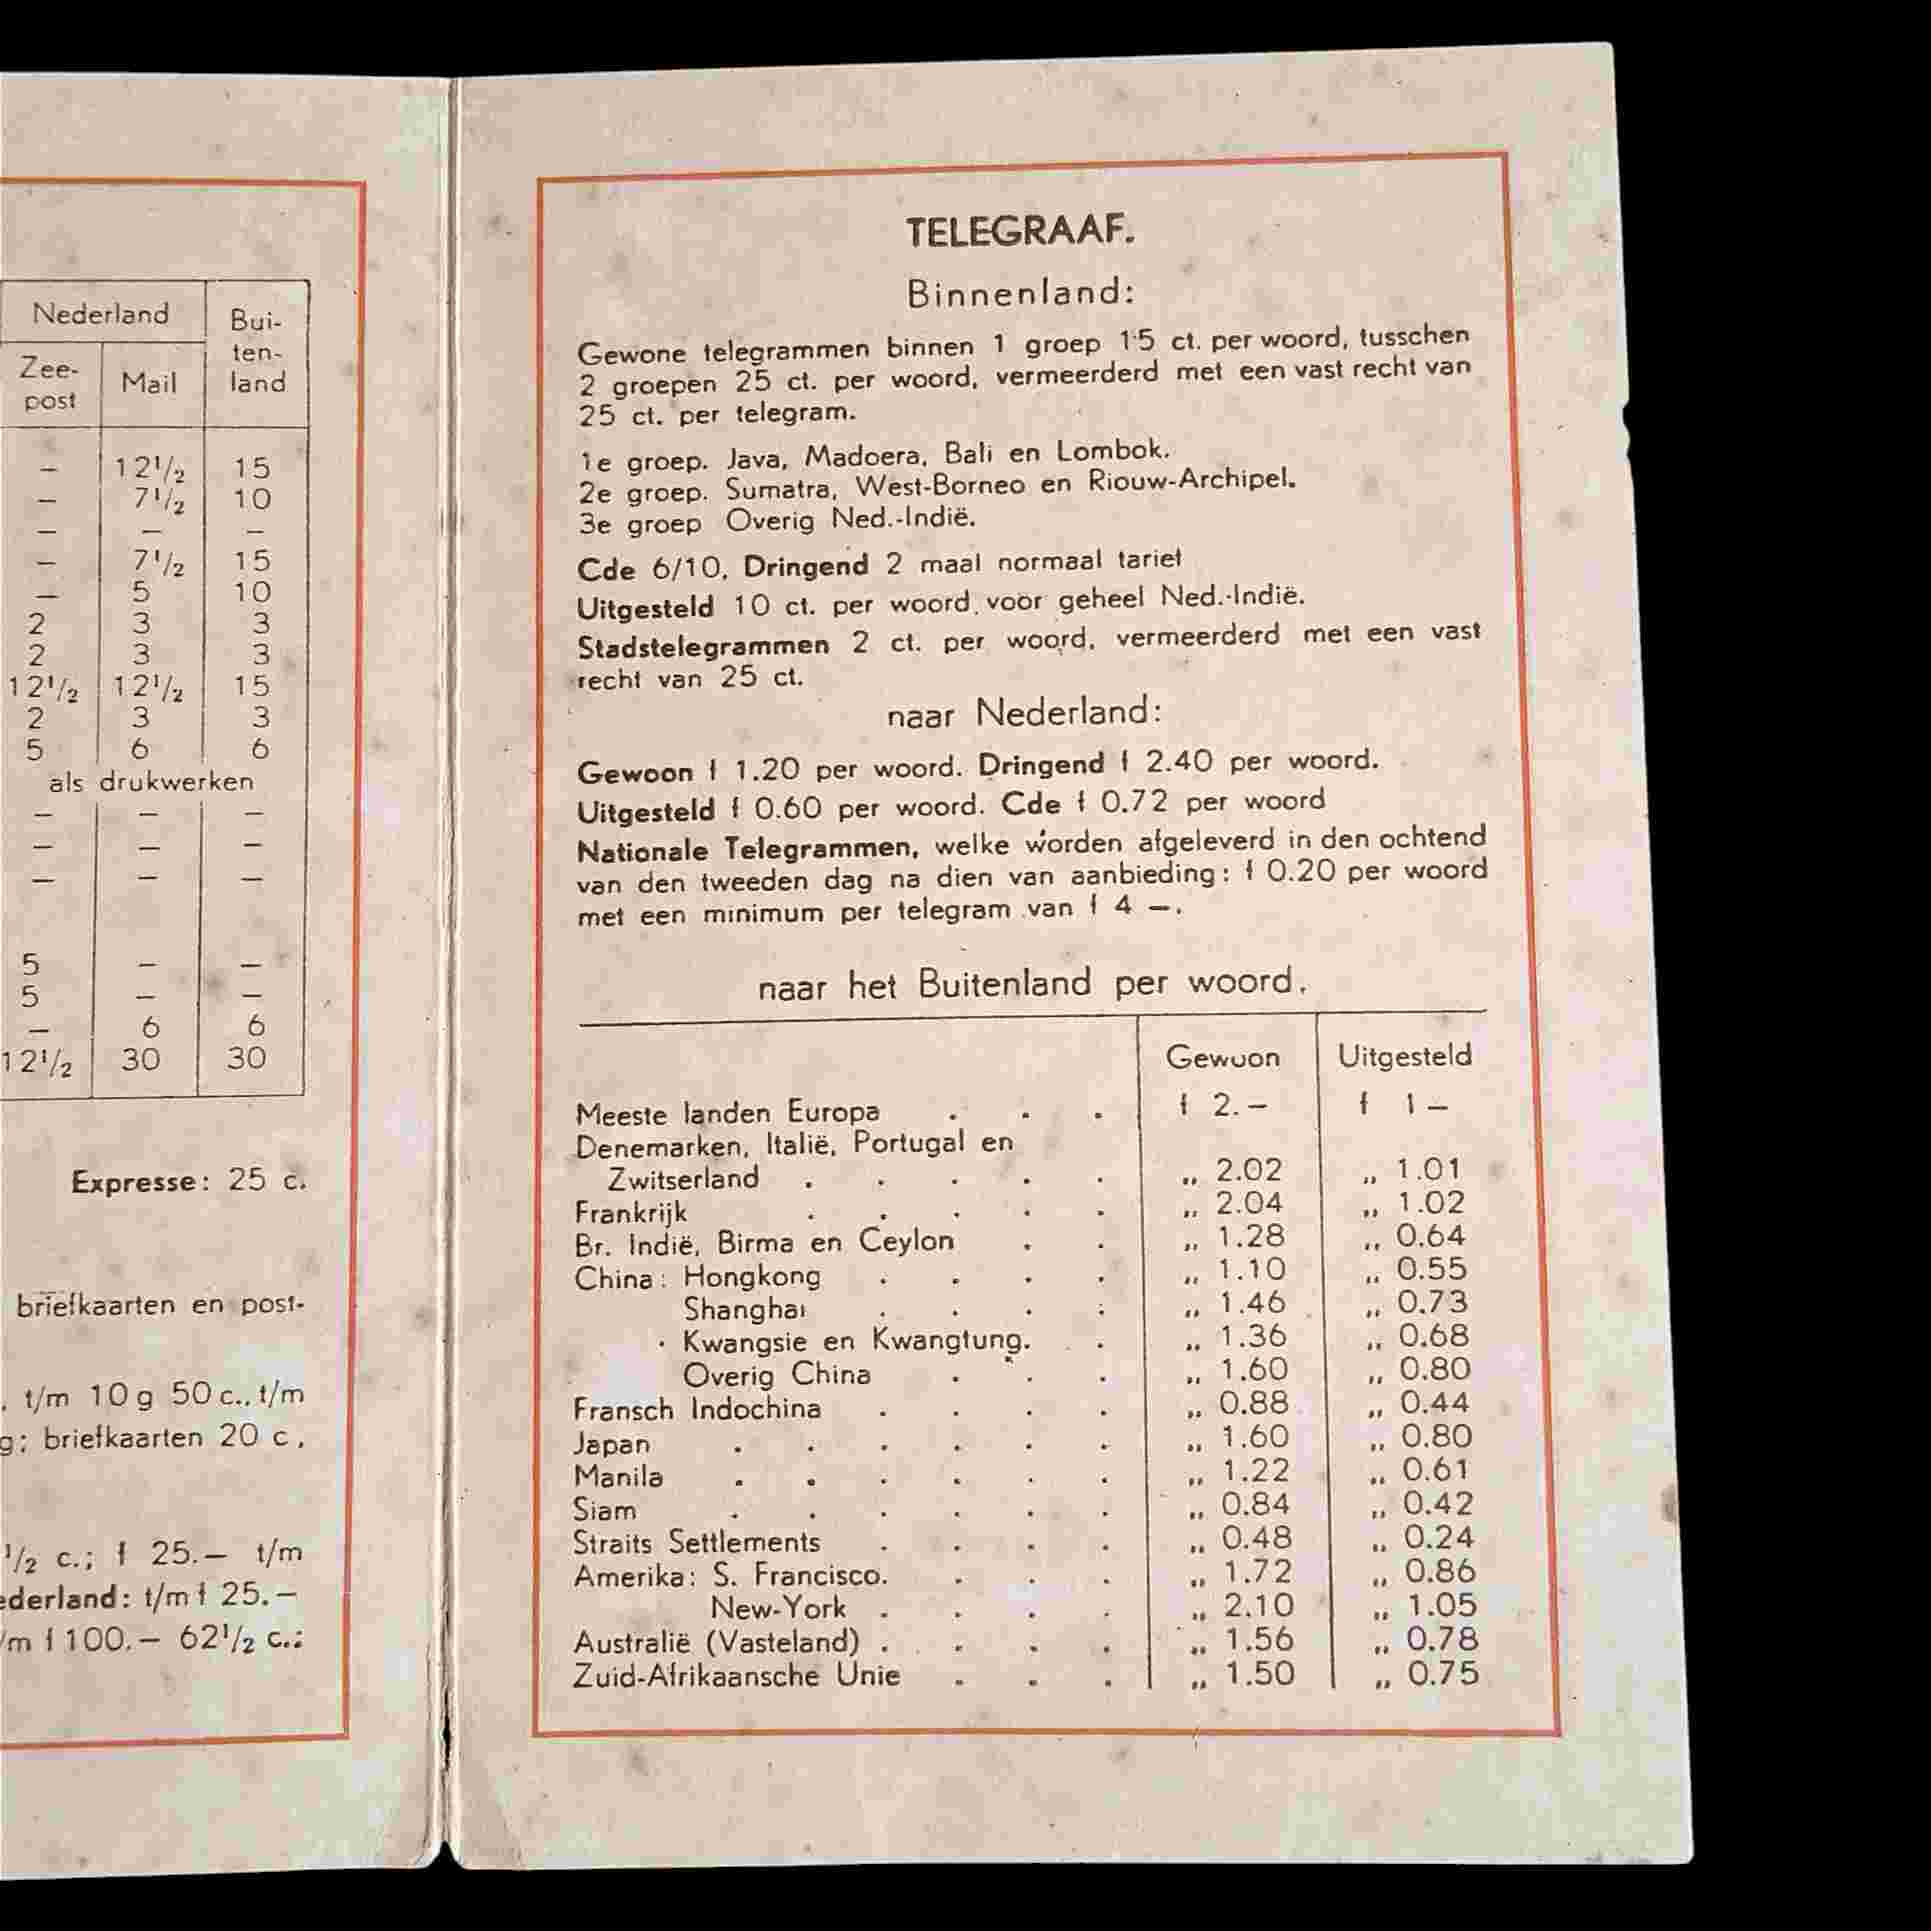 Nederland
Bui-
ten-
land
Zee-
post
Mail
– 12¹/₂ 15
– 7¹/₂ 10
– – –
– 7¹/₂ 15
– 5 10
2 3 3
2 3 3
12¹/₂ 12¹/₂ 15
2 3 3
5 6 6
als drukwerken
– – –
– – –
– – –
5 – –
5 – –
– 6 6
12¹/₂ 30 30
Expresse: 25 c.
briefkaarten en post-
. t/m 10 g 50 c., t/m
g; briefkaarten 20 c,
¹/₂ c.; f 25.– t/m
ederland: t/m f 25.–
/m f 100.– 62¹/₂ c.;
TELEGRAAF.
Binnenland:
Gewone telegrammen binnen 1 groep 15 ct. per woord, tusschen
2 groepen 25 ct. per woord, vermeerderd met een vast recht van
25 ct. per telegram.
1e groep. Java, Madoera, Bali en Lombok.
2e groep. Sumatra, West-Borneo en Riouw-Archipel.
3e groep Overig Ned.-Indië.
Cde 6/10, Dringend 2 maal normaal tarief
Uitgesteld 10 ct. per woord, voor geheel Ned.-Indië.
Stadstelegrammen 2 ct. per woord, vermeerderd met een vast
recht van 25 ct.
naar Nederland:
Gewoon f 1.20 per woord. Dringend f 2.40 per woord.
Uitgesteld f 0.60 per woord. Cde f 0.72 per woord
Nationale Telegrammen, welke worden afgeleverd in den ochtend
van den tweeden dag na dien van aanbieding: f 0.20 per woord
met een minimum per telegram van f 4 –.
naar het Buitenland per woord.
Gewoon Uitgesteld
Meeste landen Europa . . . f 2.– f 1–
Denemarken, Italië, Portugal en
Zwitserland . . . . . „ 2.02 „ 1.01
Frankrijk . . . . . „ 2.04 „ 1.02
Br. Indië, Birma en Ceylon . . „ 1.28 „ 0.64
China: Hongkong . . . . „ 1.10 „ 0.55
Shanghai . . . . „ 1.46 „ 0.73
Kwangsie en Kwangtung. . . „ 1.36 „ 0.68
Overig China . . . „ 1.60 „ 0.80
Fransch Indochina . . . . „ 0.88 „ 0.44
Japan . . . . . . „ 1.60 „ 0.80
Manila . . . . . . „ 1.22 „ 0.61
Siam . . . . . . „ 0.84 „ 0.42
Straits Settlements . . . . „ 0.48 „ 0.24
Amerika: S. Francisco. . . . „ 1.72 „ 0.86
New-York . . . . „ 2.10 „ 1.05
Australië (Vasteland) . . . . „ 1.56 „ 0.78
Zuid-Afrikaansche Unie . . . „ 1.50 „ 0.75